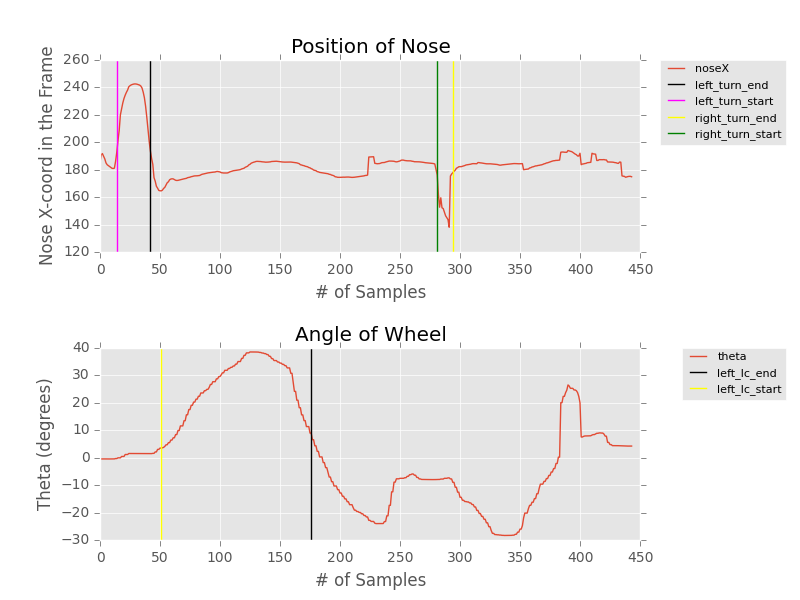 Position of Nose
Nose X-coord in the Frame
260
240
220
200
180
160
140
120
0 50 100 150 200 250 300 350 400 450
# of Samples
noseX
left_turn_end
left_turn_start
right_turn_end
right_turn_start
Angle of Wheel
Theta (degrees)
40
30
20
10
0
−10
−20
−30
0 50 100 150 200 250 300 350 400 450
# of Samples
theta
left_lc_end
left_lc_start